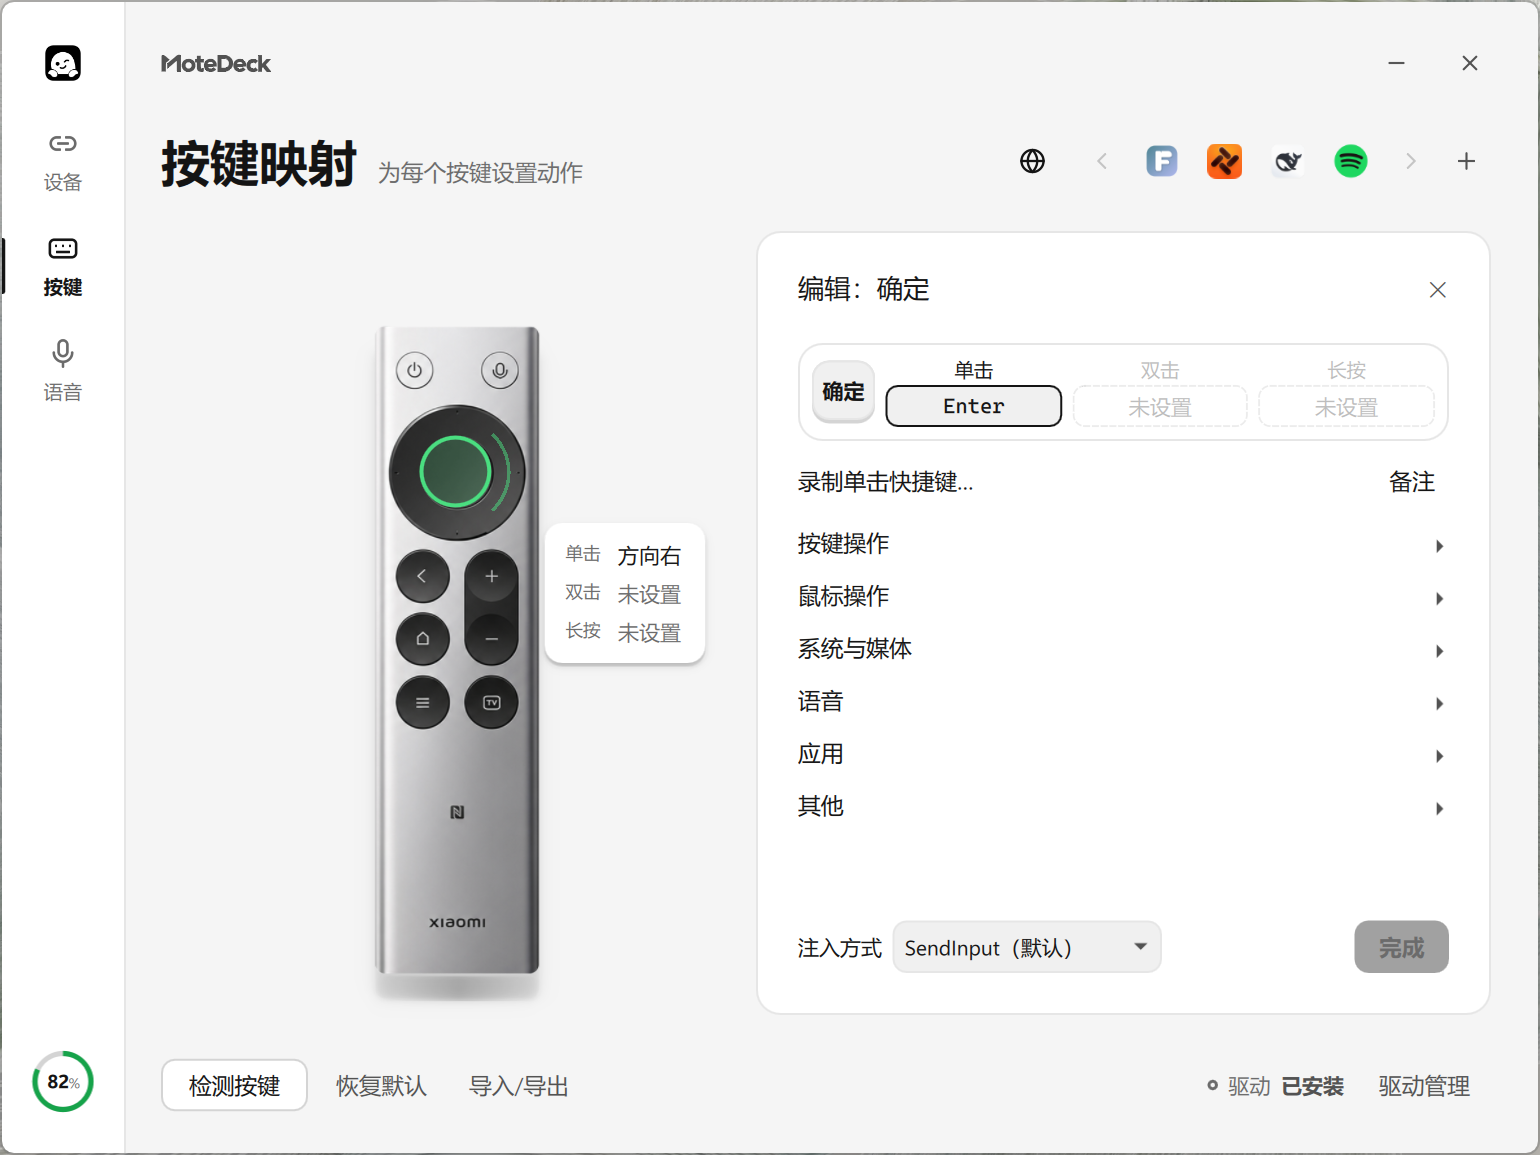 MoteDeck
设备
按键
语音
82%
按键映射
为每个按键设置动作
F
TV
xiaomi
单击 方向右
双击 未设置
长按 未设置
编辑：确定
确定
单击
Enter
双击
未设置
长按
未设置
录制单击快捷键...
备注
按键操作
鼠标操作
系统与媒体
语音
应用
其他
注入方式
SendInput（默认）
完成
检测按键
恢复默认
导入/导出
驱动 已安装
驱动管理